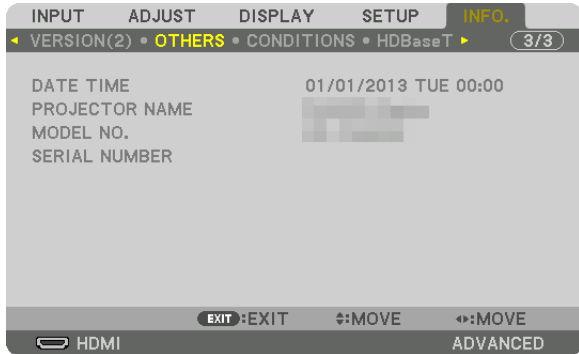 INPUT ADJUST DISPLAY SETUP INFO.
VERSION(2) • OTHERS • CONDITIONS • HDBaseT 3/3
DATE TIME 01/01/2013 TUE 00:00
PROJECTOR NAME
MODEL NO.
SERIAL NUMBER
EXIT :EXIT :MOVE :MOVE
HDMI ADVANCED